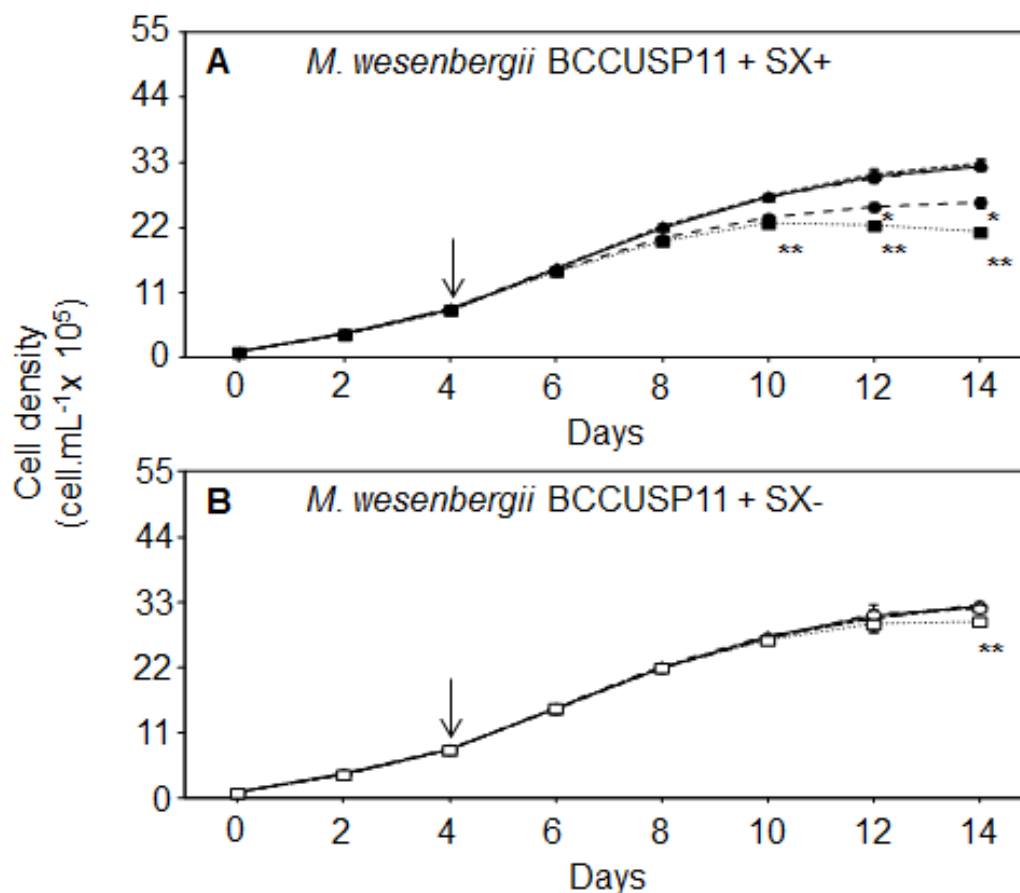 55
A M. wesenbergii BCCUSP11 + SX+
44
33
22
11
0
*
*
**
**
**
0 2 4 6 8 10 12 14
Days
Cell density
(cell.mL-¹x 10⁵)
55
B M. wesenbergii BCCUSP11 + SX-
44
33
22
11
0
**
0 2 4 6 8 10 12 14
Days